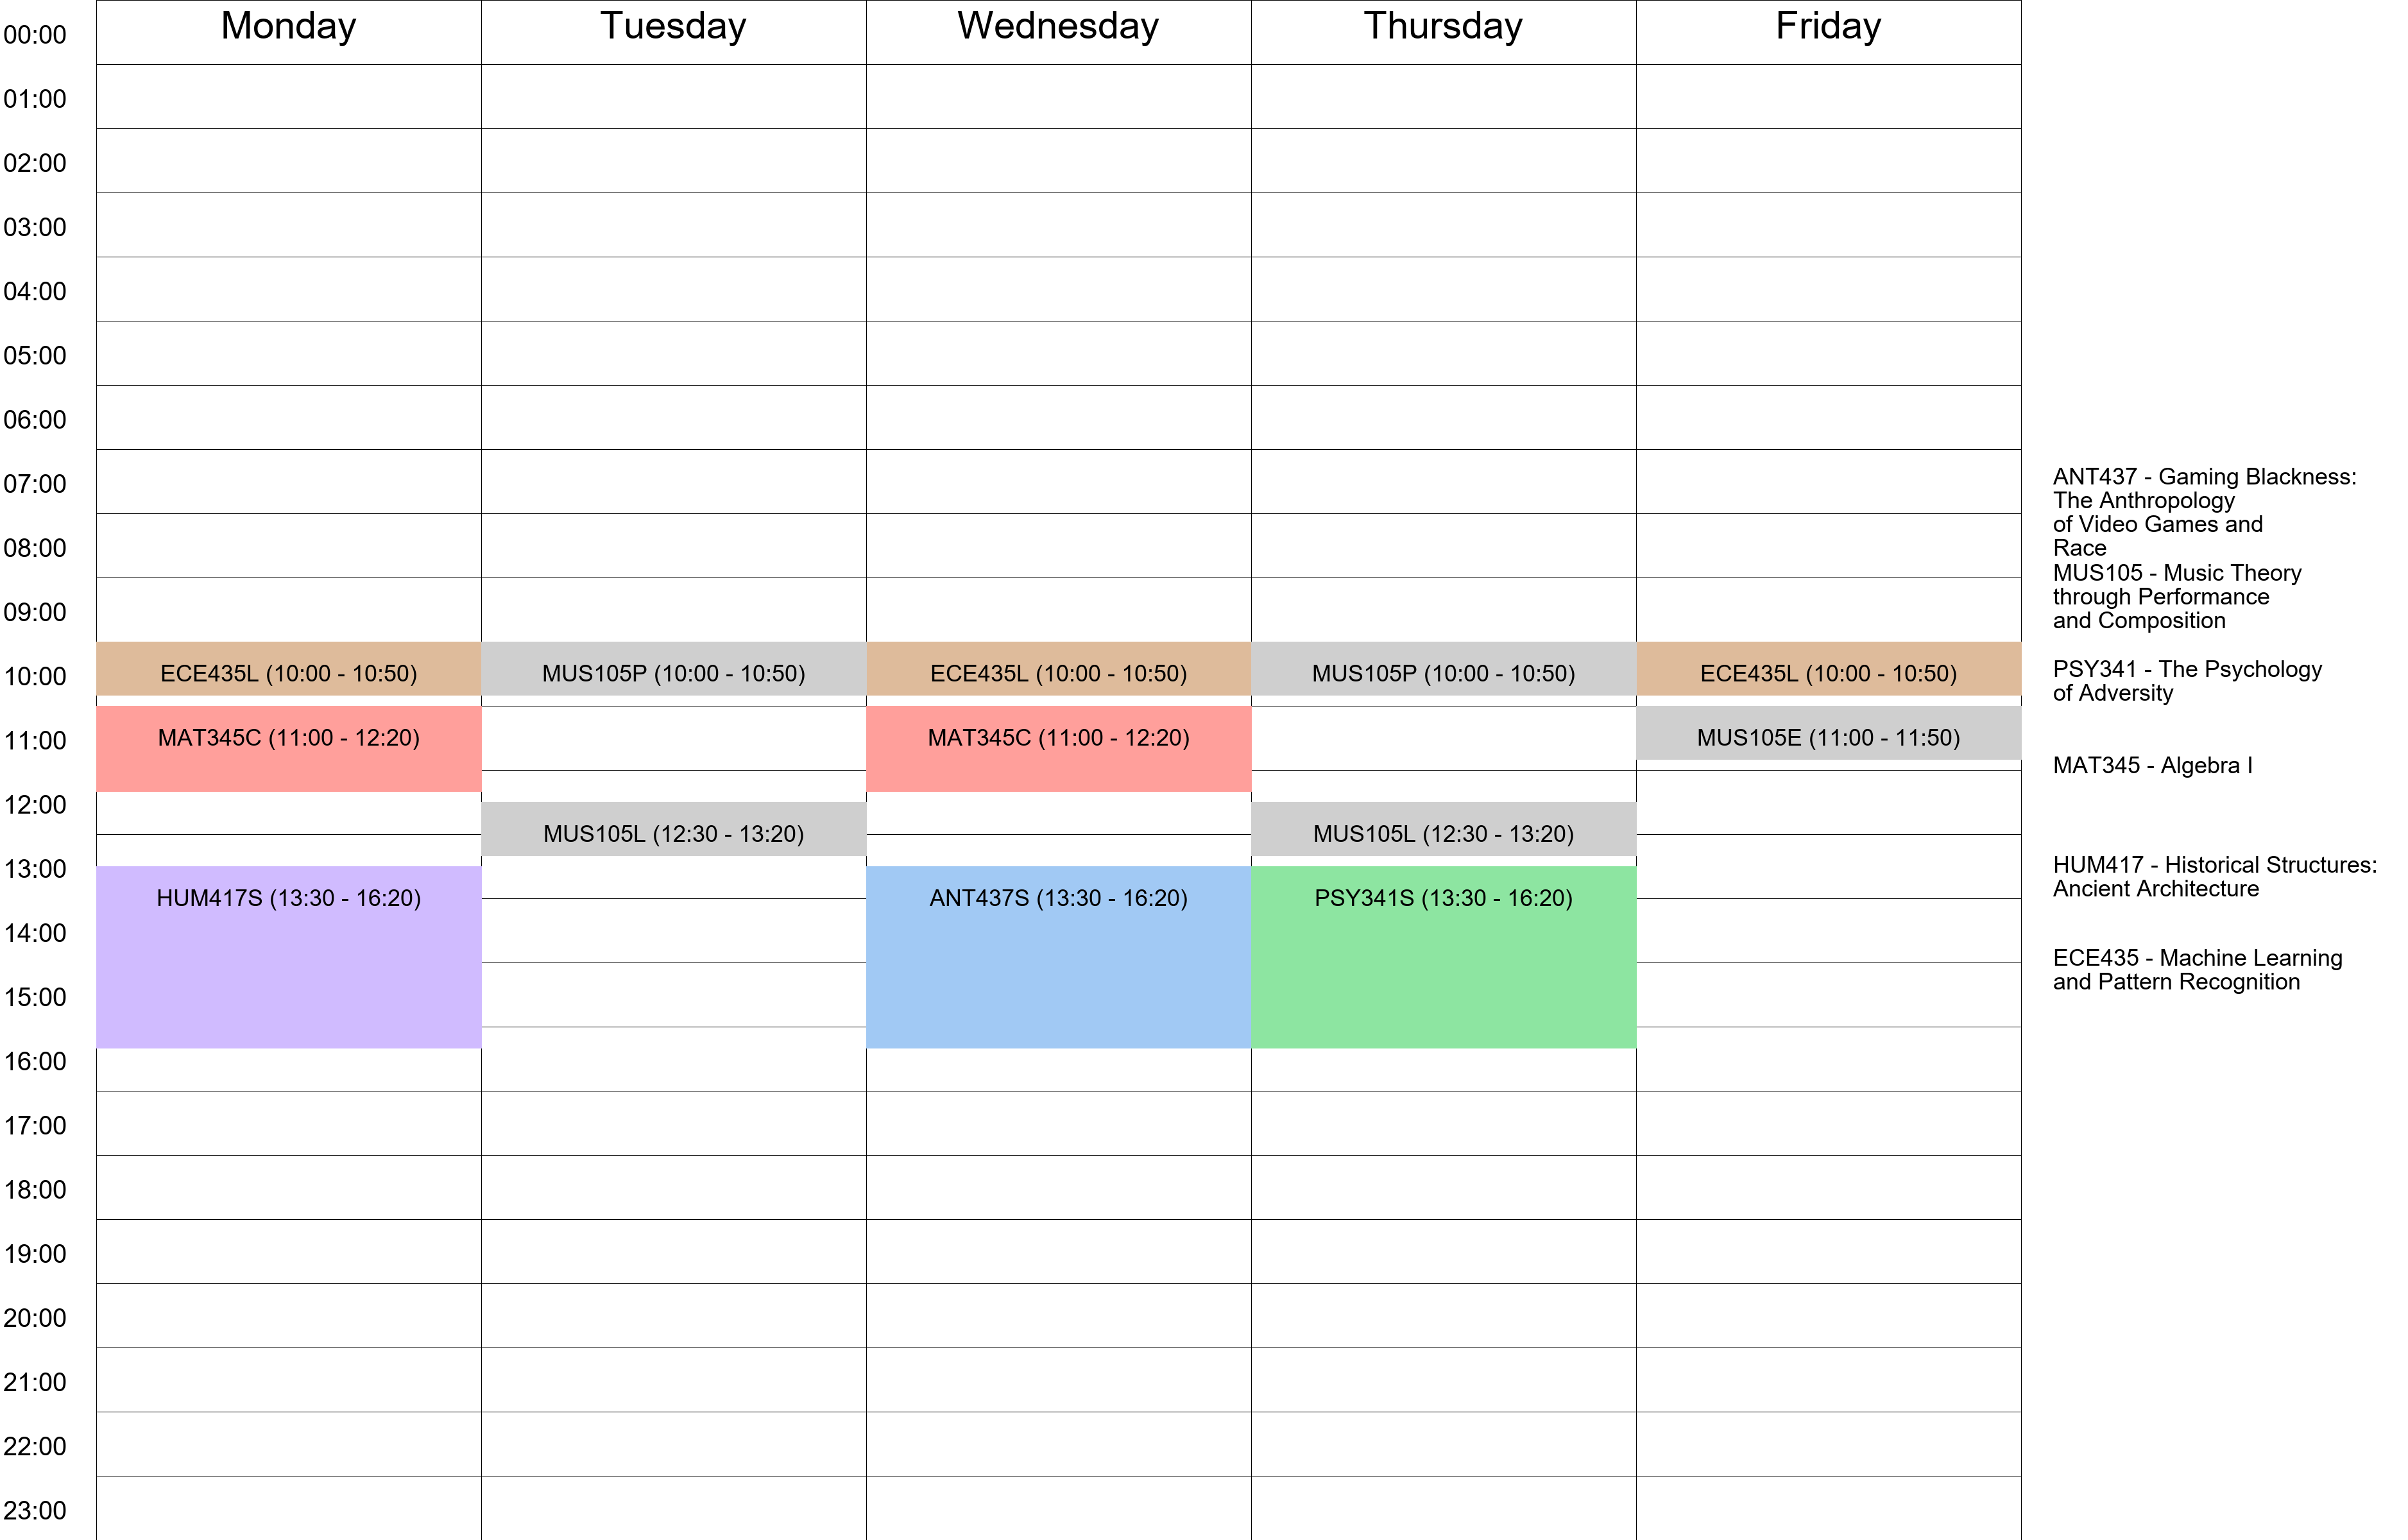 Monday Tuesday Wednesday Thursday Friday
00:00
01:00
02:00
03:00
04:00
05:00
06:00
07:00
08:00
09:00
10:00 ECE435L (10:00 - 10:50) MUS105P (10:00 - 10:50) ECE435L (10:00 - 10:50) MUS105P (10:00 - 10:50) ECE435L (10:00 - 10:50)
11:00 MAT345C (11:00 - 12:20) MAT345C (11:00 - 12:20) MUS105E (11:00 - 11:50)
12:00
MUS105L (12:30 - 13:20) MUS105L (12:30 - 13:20)
13:00
HUM417S (13:30 - 16:20) ANT437S (13:30 - 16:20) PSY341S (13:30 - 16:20)
14:00
15:00
16:00
17:00
18:00
19:00
20:00
21:00
22:00
23:00
ANT437 - Gaming Blackness:
The Anthropology
of Video Games and
Race
MUS105 - Music Theory
through Performance
and Composition
PSY341 - The Psychology
of Adversity
MAT345 - Algebra I
HUM417 - Historical Structures:
Ancient Architecture
ECE435 - Machine Learning
and Pattern Recognition